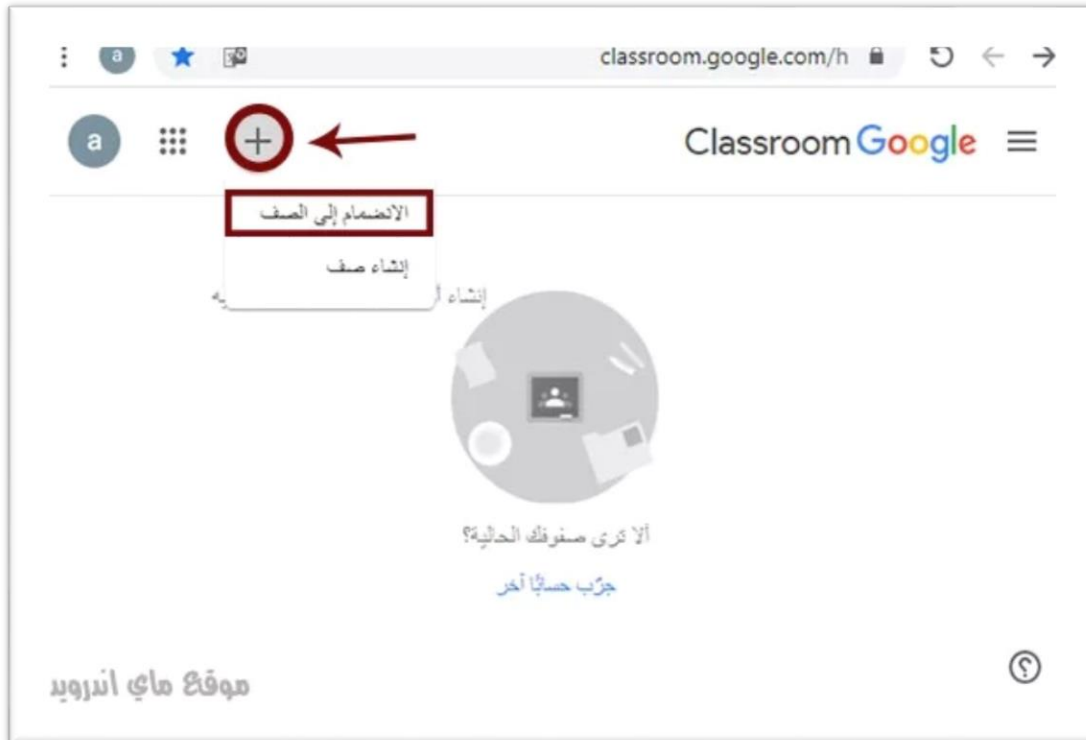 classroom.google.com/h
a
Classroom Google
a
الانضمام إلى الصف
إنشاء صف
إنشاء
ألا ترى صفوفك الحالية؟
جرّب حسابًا آخر
موقع ماي اندرويد